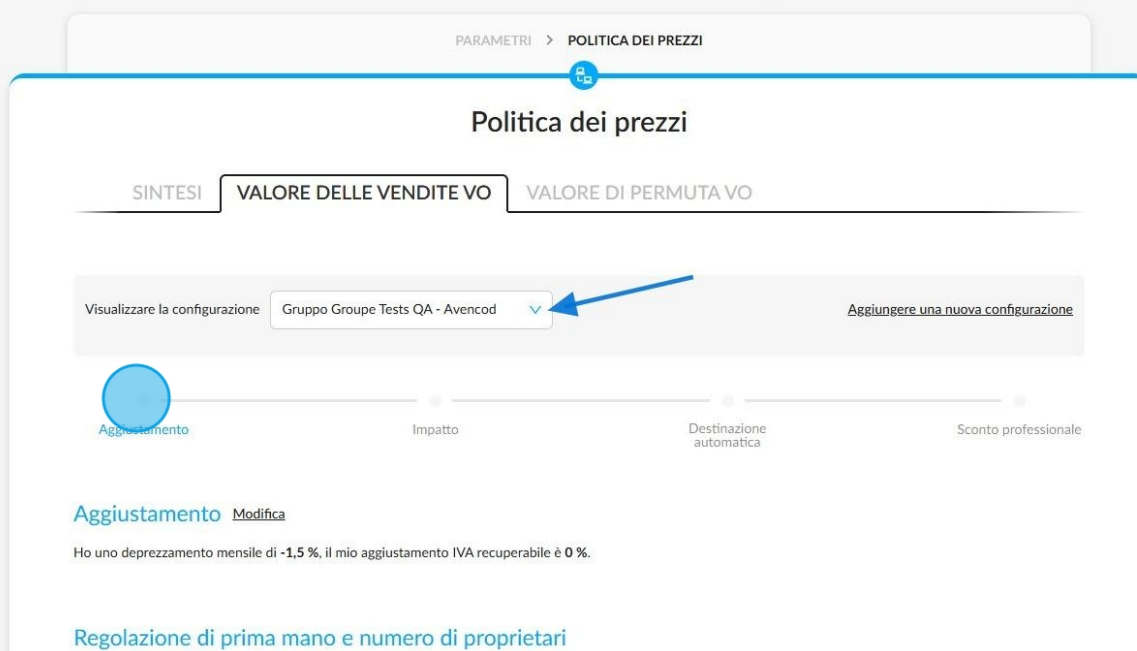 PARAMETRI > POLITICA DEI PREZZI
Politica dei prezzi
SINTESI VALORE DELLE VENDITE VO VALORE DI PERMUTA VO
Visualizzare la configurazione Gruppo Groupe Tests QA - Avencod Aggiungere una nuova configurazione
Aggiustamento Impatto Destinazione automatica Sconto professionale
Aggiustamento Modifica
Ho uno deprezzamento mensile di -1,5 %, il mio aggiustamento IVA recuperabile è 0 %.
Regolazione di prima mano e numero di proprietari